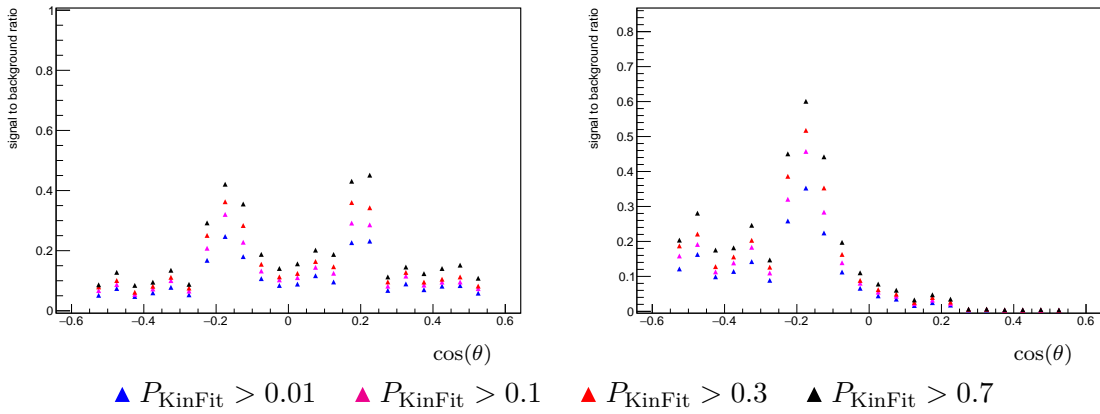 signal to background ratio
1
0.8
0.6
0.4
0.2
0
−0.6 −0.4 −0.2 0 0.2 0.4 0.6
cos(θ)
signal to background ratio
0.8
0.7
0.6
0.5
0.4
0.3
0.2
0.1
0
−0.6 −0.4 −0.2 0 0.2 0.4 0.6
cos(θ)
▲ P_KinFit > 0.01 ▲ P_KinFit > 0.1 ▲ P_KinFit > 0.3 ▲ P_KinFit > 0.7